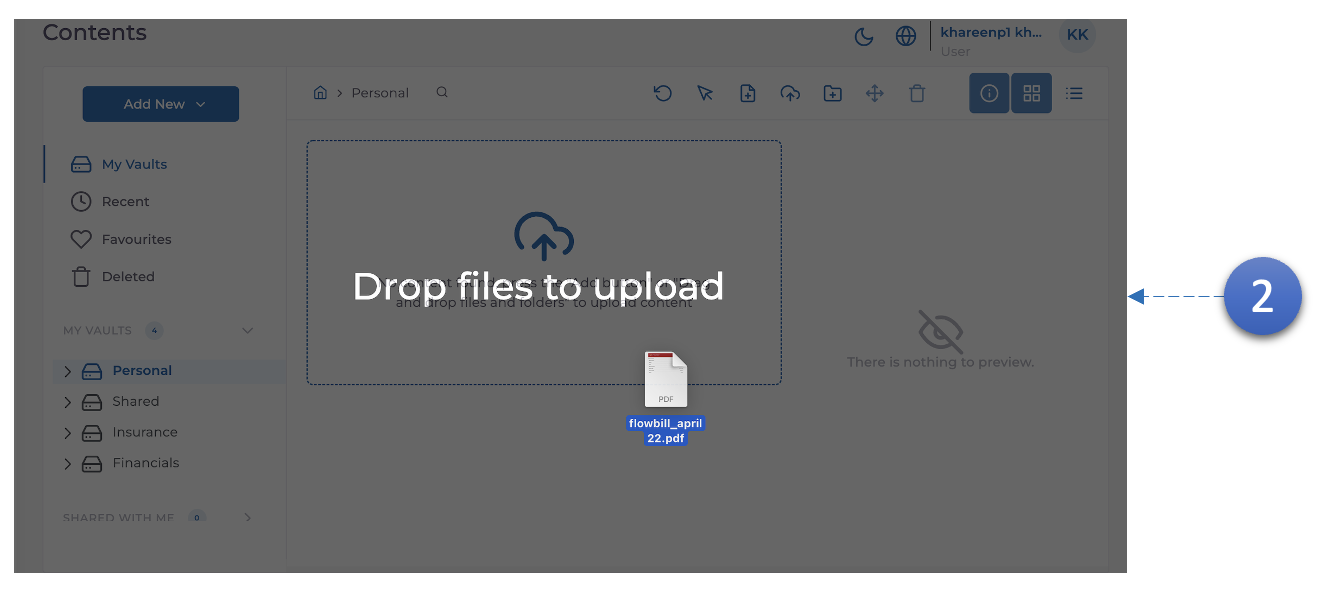 Contents
khareenp1 kh...
User
KK
Add New
Personal
My Vaults
Recent
Favourites
Deleted
MY VAULTS 4
Personal
Shared
Insurance
Financials
SHARED WITH ME 0
Drop files to upload
and drop files and folders" to upload content
There is nothing to preview.
PDF
flowbill_april
22.pdf
2